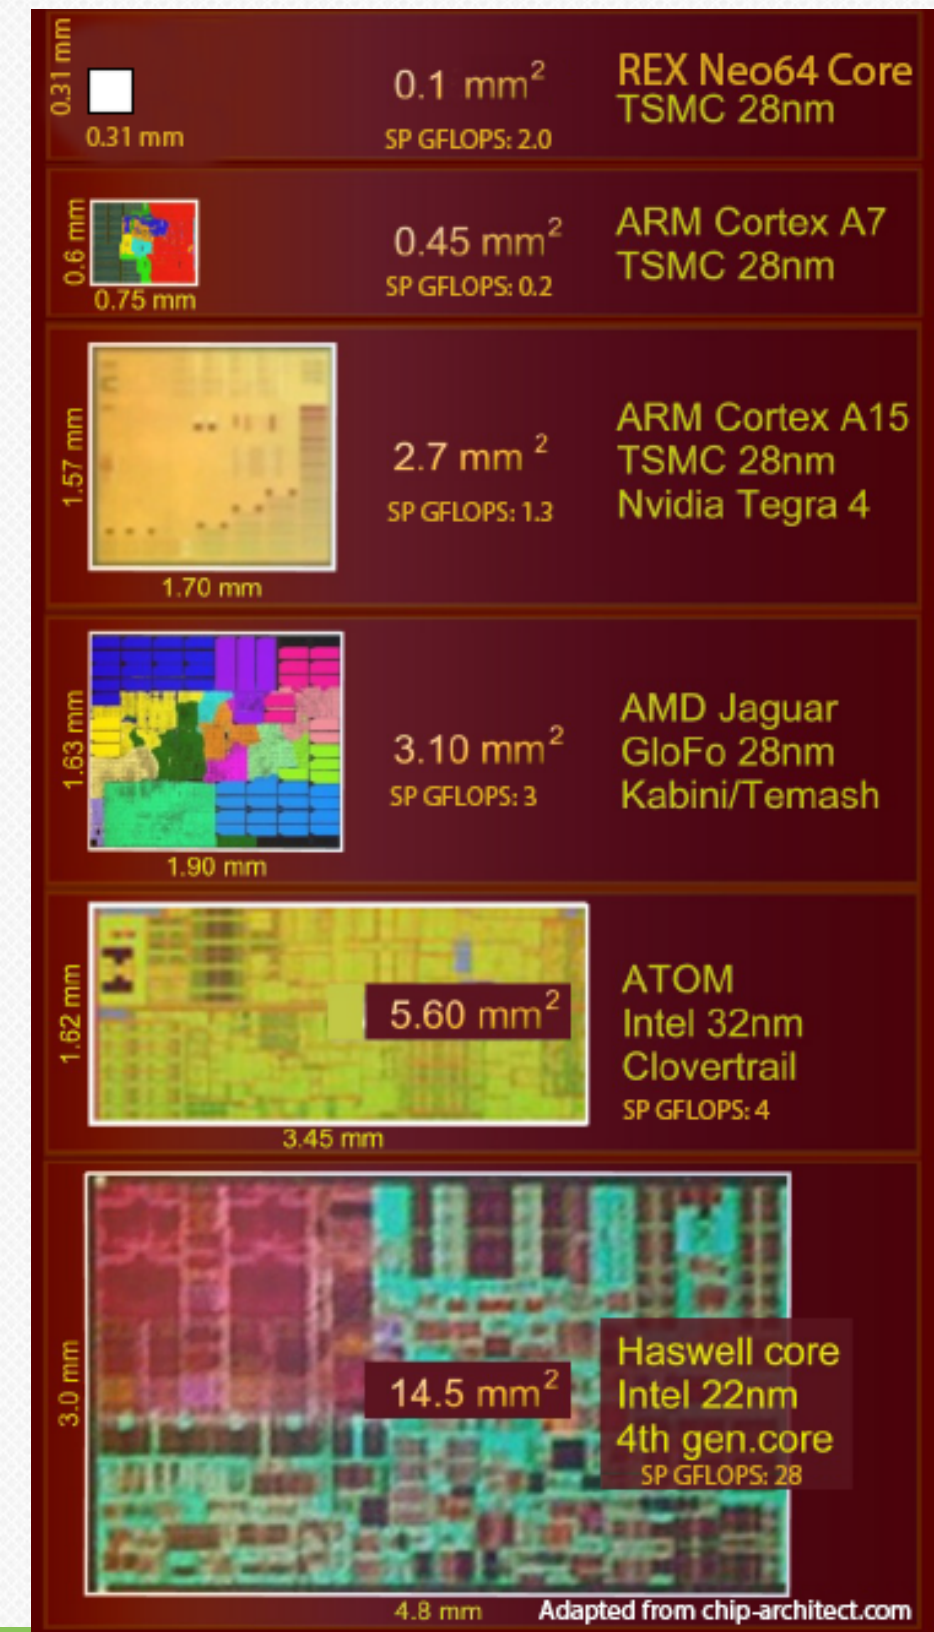 0.31 mm
0.31 mm
0.1 mm²
SP GFLOPS: 2.0
REX Neo64 Core
TSMC 28nm
0.6 mm
0.75 mm
0.45 mm²
SP GFLOPS: 0.2
ARM Cortex A7
TSMC 28nm
1.57 mm
1.70 mm
2.7 mm ²
SP GFLOPS: 1.3
ARM Cortex A15
TSMC 28nm
Nvidia Tegra 4
1.63 mm
1.90 mm
3.10 mm²
SP GFLOPS: 3
AMD Jaguar
GloFo 28nm
Kabini/Temash
1.62 mm
3.45 mm
5.60 mm²
ATOM
Intel 32nm
Clovertrail
SP GFLOPS: 4
3.0 mm
4.8 mm
14.5 mm²
Haswell core
Intel 22nm
4th gen.core
SP GFLOPS: 28
Adapted from chip-architect.com